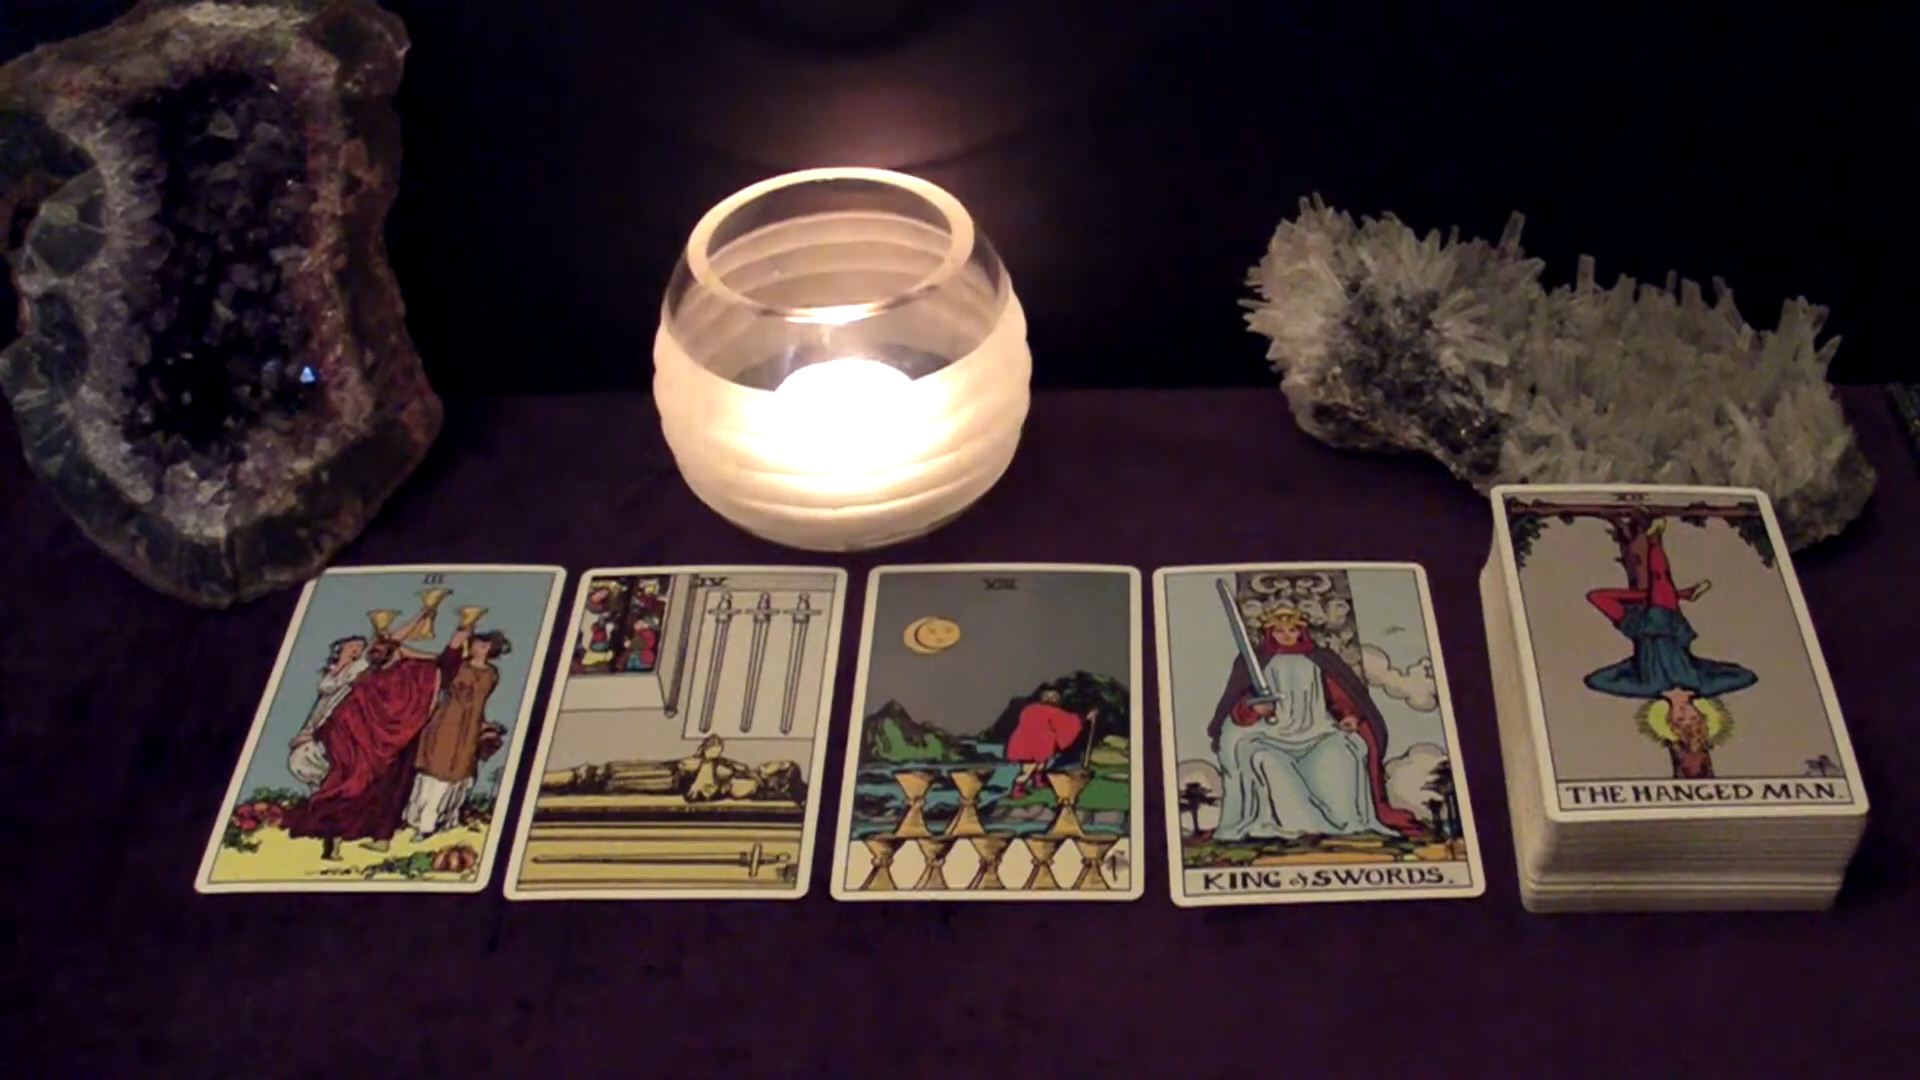 III
IV
VIII
KING of SWORDS.
XII
THE HANGED MAN.